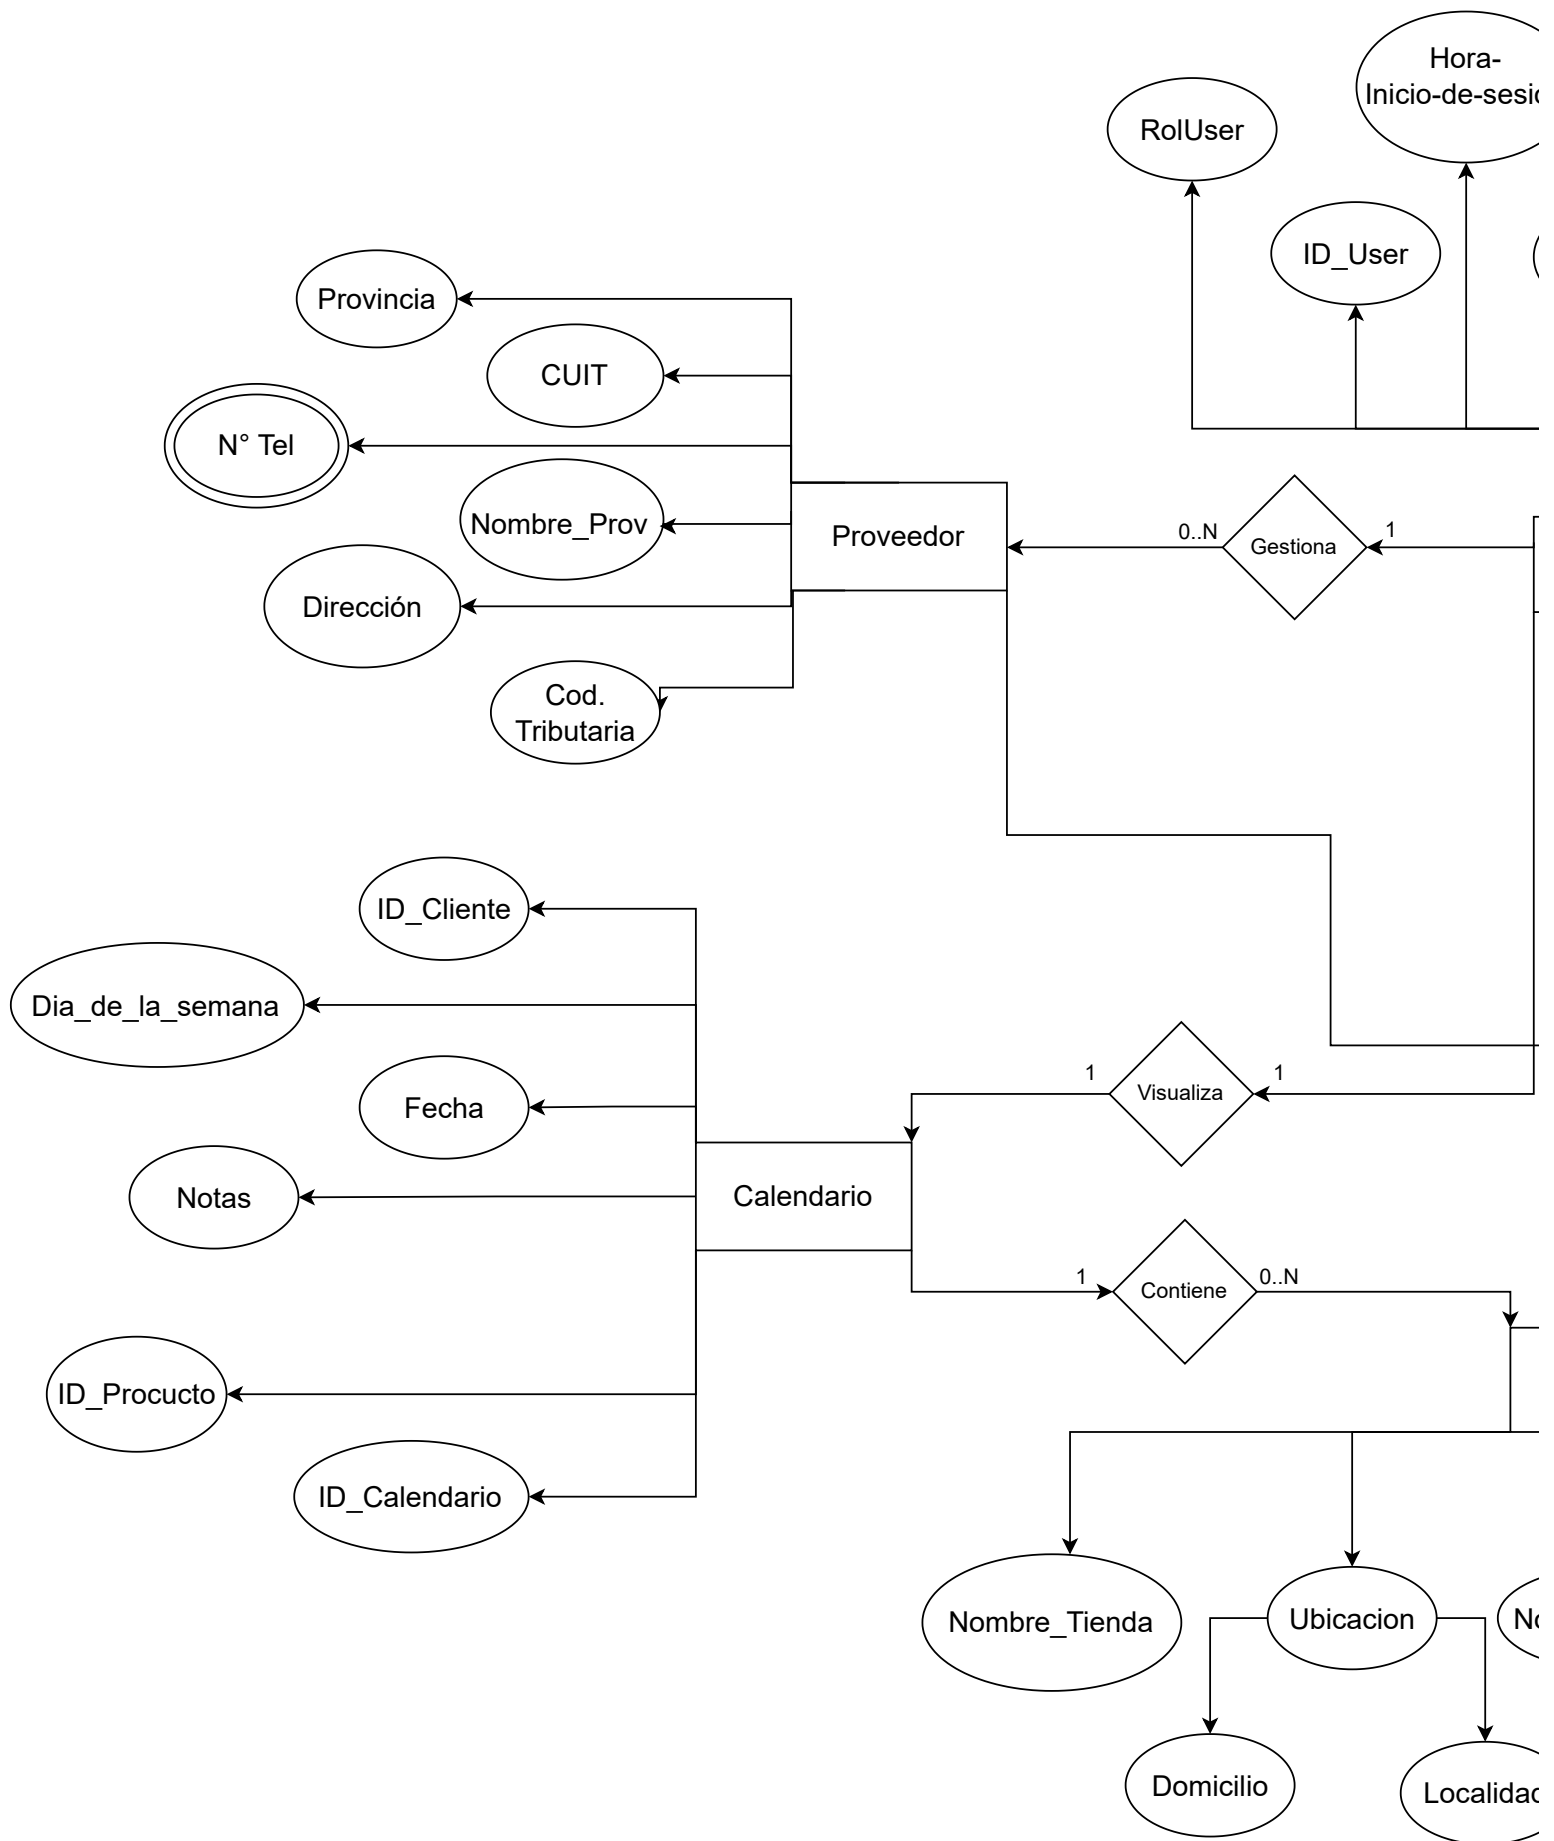 Hora-
Inicio-de-sesi
RolUser
ID_User
Provincia
CUIT
N° Tel
Nombre_Prov
Proveedor
0..N
Gestiona
1
Dirección
Cod.
Tributaria
ID_Cliente
Dia_de_la_semana
Fecha
1
Visualiza
1
Notas
Calendario
1
Contiene
0..N
ID_Procucto
ID_Calendario
Nombre_Tienda
Ubicacion
Domicilio
Localidad